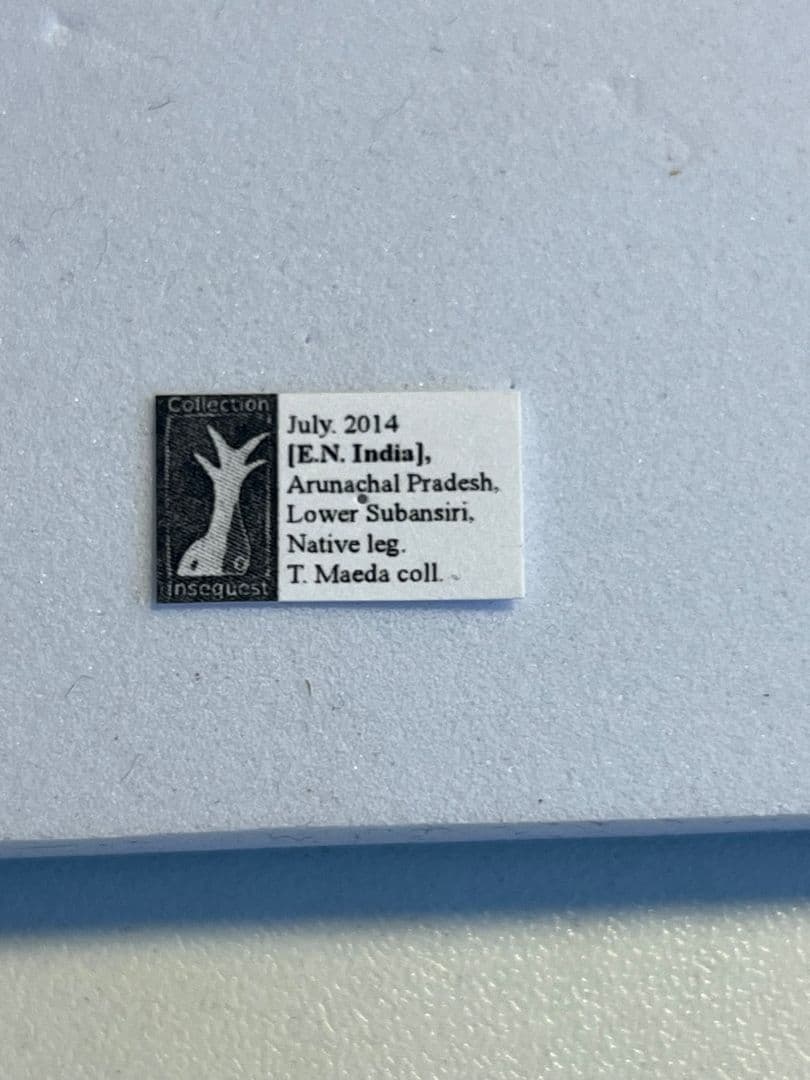 Collection
Insequest
July. 2014
[E.N. India],
Arunachal Pradesh,
Lower Subansiri,
Native leg.
T. Maeda coll.